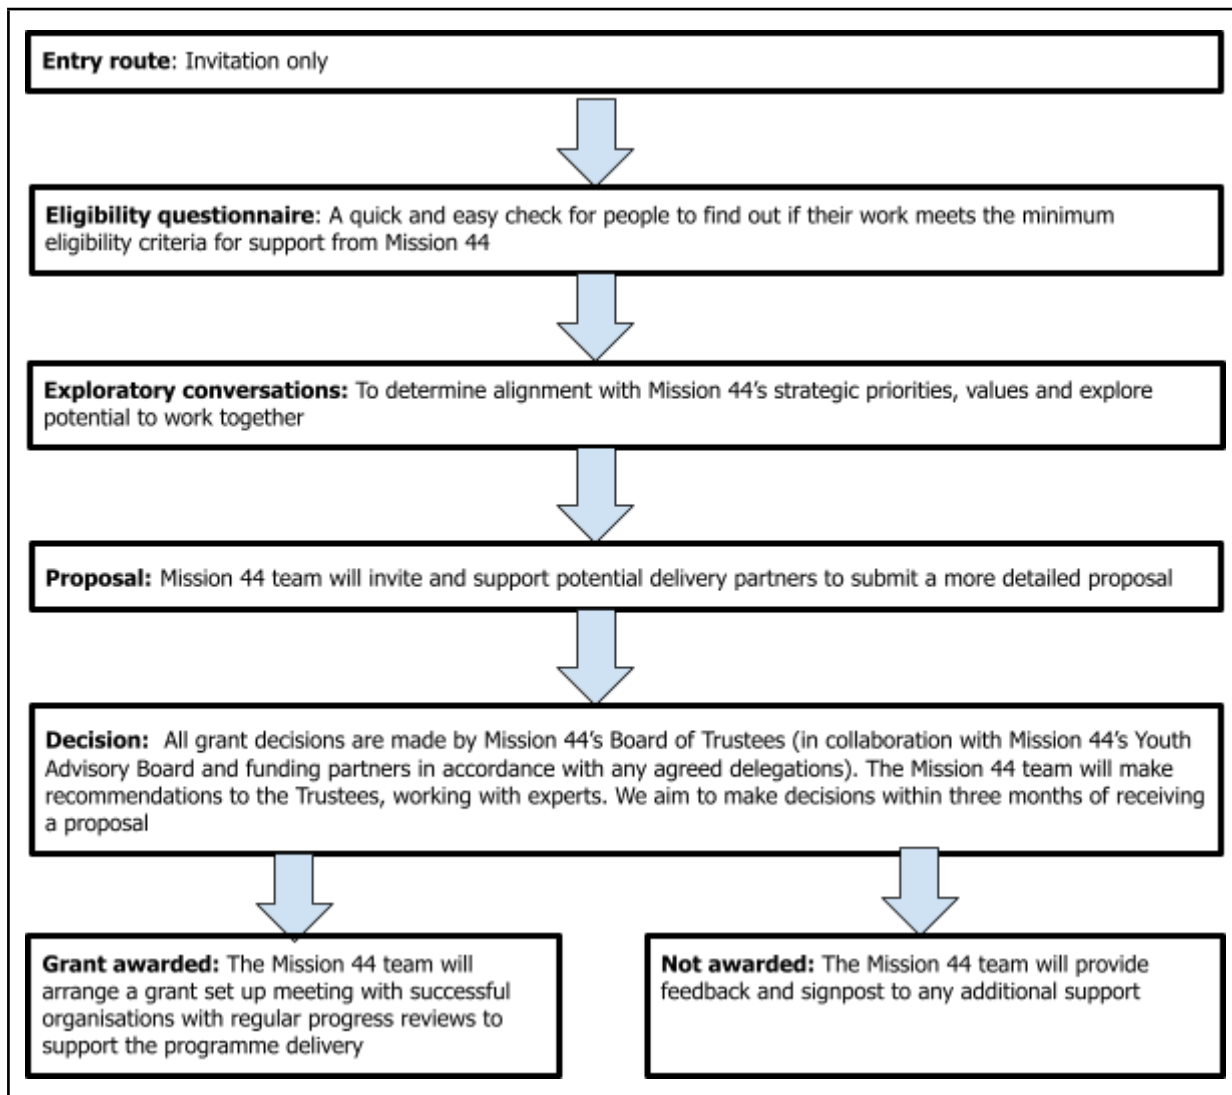 Entry route: Invitation only
Eligibility questionnaire: A quick and easy check for people to find out if their work meets the minimum
eligibility criteria for support from Mission 44
Exploratory conversations: To determine alignment with Mission 44's strategic priorities, values and explore
potential to work together
Proposal: Mission 44 team will invite and support potential delivery partners to submit a more detailed proposal
Decision:  All grant decisions are made by Mission 44's Board of Trustees (in collaboration with Mission 44's Youth
Advisory Board and funding partners in accordance with any agreed delegations). The Mission 44 team will make
recommendations to the Trustees, working with experts. We aim to make decisions within three months of receiving
a proposal
Grant awarded: The Mission 44 team will
arrange a grant set up meeting with successful
organisations with regular progress reviews to
support the programme delivery
Not awarded: The Mission 44 team will provide
feedback and signpost to any additional support